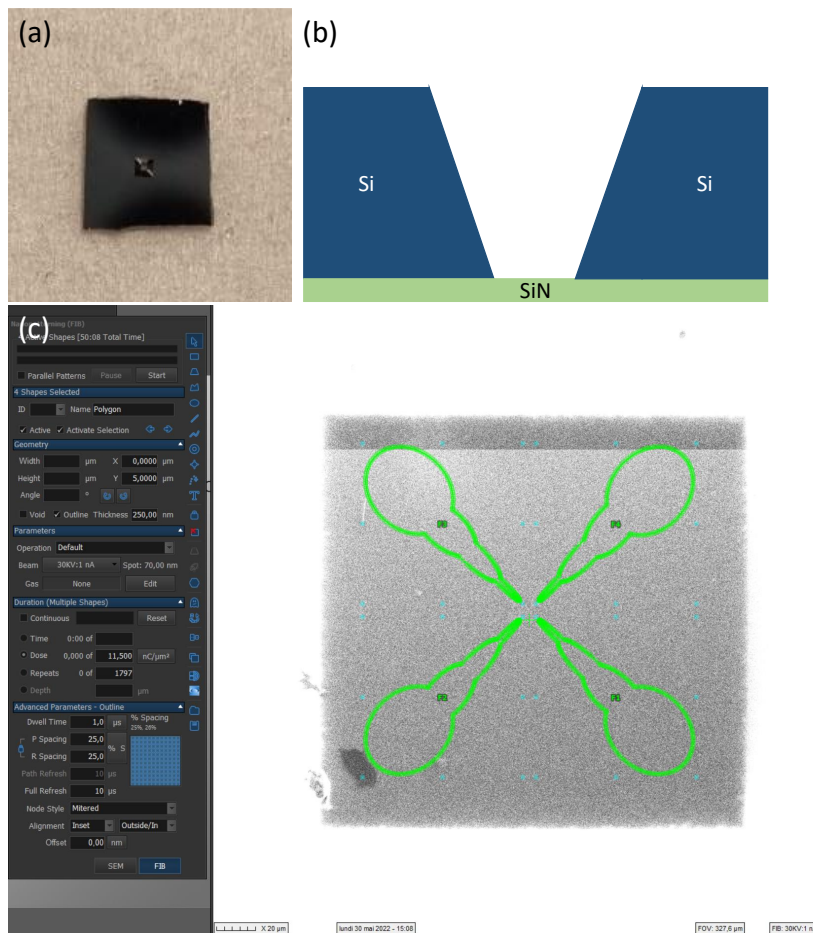 (a)
(b)
Si
Si
SiN
(c)
[50:08 Total Time]
Parallel Patterns Pause Start
4 Shapes Selected
ID Name Polygon
Active Activate Selection
Geometry
Width µm X 0,0000 µm
Height µm Y 5,0000 µm
Angle °
Void Outline Thickness 250,00 nm
Parameters
Operation Default
Beam 30KV:1 nA Spot: 70,00 nm
Gas None Edit
Duration (Multiple Shapes)
Continuous Reset
Time 0:00 of
Dose 0,000 of 11,500 nC/µm²
Repeats 0 of 1797
Depth µm
Advanced Parameters - Outline
Dwell Time 1,0 µs % Spacing
25%, 28%
P Spacing 25,0
% S
R Spacing 25,0
Path Refresh 10 µs
Full Refresh 10 µs
Node Style Mitered
Alignment Inset Outside/In
Offset 0,00 nm
SEM FIB
F3
F4
F2
F1
X 20 µm
lundi 30 mai 2022 - 15:08
FOV: 327,6 µm
FIB: 30KV:1